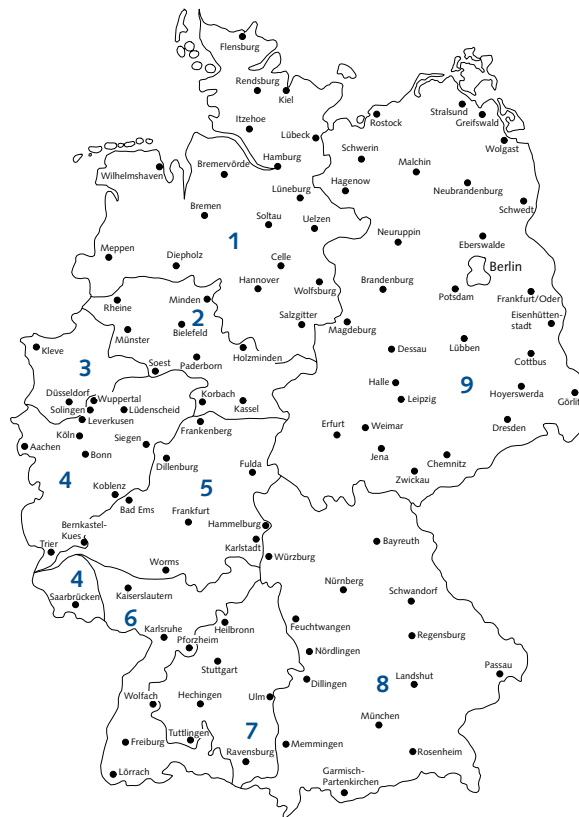 Flensburg
Rendsburg
Kiel
Stralsund
Greifswald
Rostock
Itzehoe
Lübeck
Wolgast
Schwerin
Malchin
Bremervörde
Hamburg
Wilhelmshaven
Hagenow
Neubrandenburg
Lüneburg
Schwedt
Bremen
Soltau
Uelzen
Neuruppin
1
Eberswalde
Meppen
Diepholz
Celle
Berlin
Hannover
Wolfsburg
Brandenburg
Potsdam
Frankfurt/Oder
Minden
Rheine
2
Eisenhütten-
stadt
Münster
Bielefeld
Salzgitter
Magdeburg
Lübben
Kleve
Holzminden
Dessau
Cottbus
Paderborn
Soest
3
9
Halle
Hoyerswerda
Görlitz
Düsseldorf
Wuppertal
Korbach
Kassel
Leipzig
Solingen
Lüdenscheid
Leverkusen
Frankenberg
Dresden
Köln
Siegen
Erfurt
Weimar
Aachen
Bonn
Dillenburg
Fulda
Jena
Chemnitz
Zwickau
4
5
Koblenz
Bad Ems
Frankfurt
Hammelburg
Bernkastel-
Kues
Karlstadt
Bayreuth
Trier
Würzburg
Worms
4
Kaiserslautern
Nürnberg
Saarbrücken
Schwandorf
6
Karlsruhe
Heilbronn
Feuchtwangen
Pforzheim
Regensburg
Nördlingen
Stuttgart
Passau
Dillingen
8
Landshut
Wolfach
Hechingen
Ulm
München
7
Tuttlingen
Freiburg
Memmingen
Ravensburg
Rosenheim
Lörrach
Garmisch-
Partenkirchen